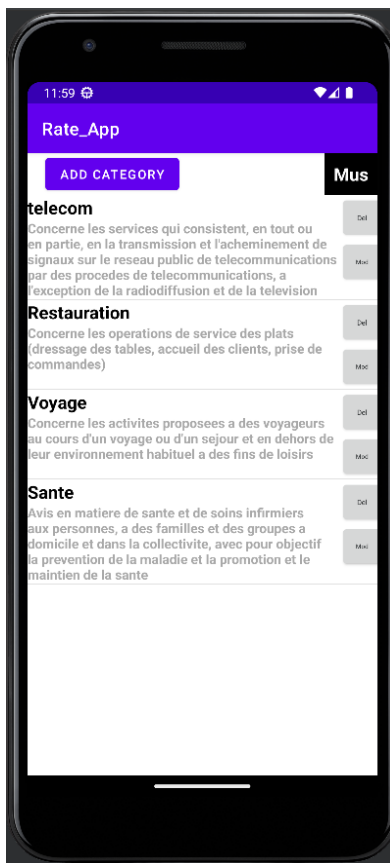 11:59
Rate_App
ADD CATEGORY
Mus
telecom
Del
Concerne les services qui consistent, en tout ou
en partie, en la transmission et l'acheminement de
signaux sur le reseau public de telecommunications
Mod
par des procedes de telecommunications, a
l'exception de la radiodiffusion et de la television
Restauration
Del
Concerne les operations de service des plats
(dressage des tables, accueil des clients, prise de
commandes)
Mod
Voyage
Del
Concerne les activites proposees a des voyageurs
au cours d'un voyage ou d'un sejour et en dehors de
leur environnement habituel a des fins de loisirs
Mod
Sante
Del
Avis en matiere de sante et de soins infirmiers
aux personnes, a des familles et des groupes a
domicile et dans la collectivite, avec pour objectif
Mod
la prevention de la maladie et la promotion et le
maintien de la sante